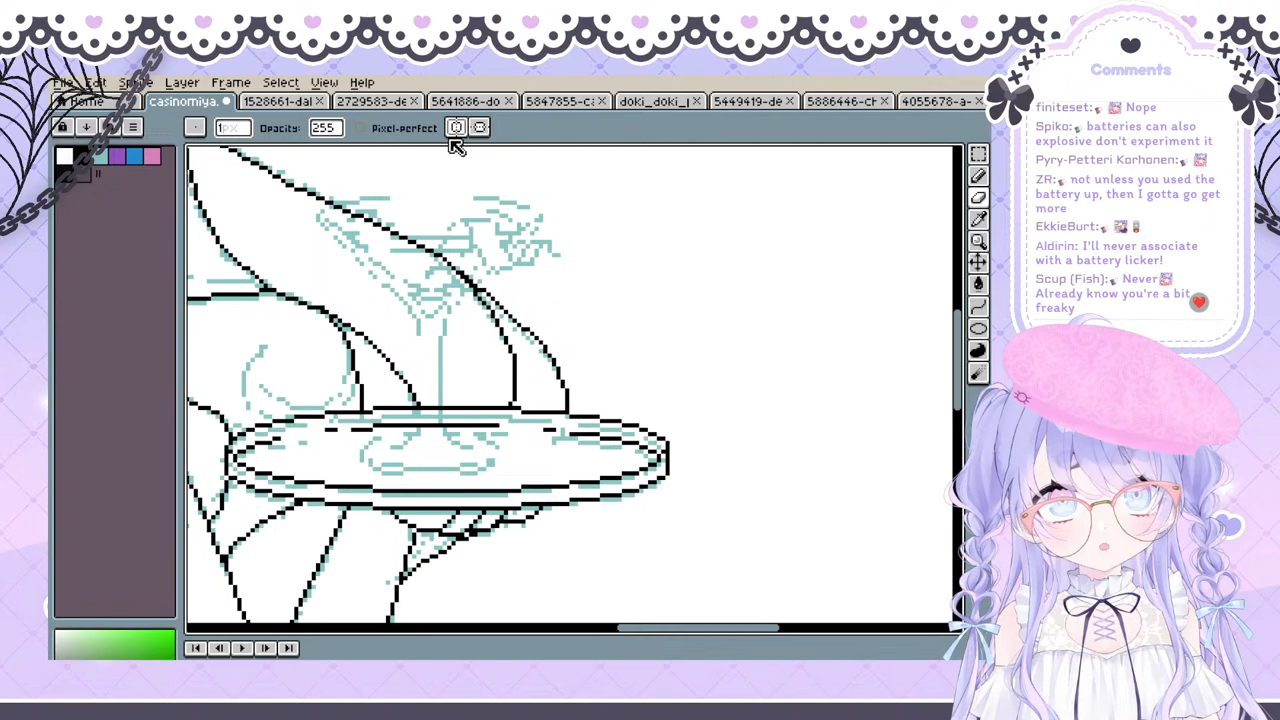 File Edit Sprite Layer Frame Select View Help
Home casinomiya. 1528661-dal 2729583-de 5641886-do 5847855-ca doki_doki_l 5449419-de 5886446-ch 4055678-a-
1px Opacity: 255 Pixel-perfect
Comments
finiteset: Nope
Spiko: batteries can also
explosive don't experiment it
Pyry-Petteri Korhonen:
ZR: not unless you used the
battery up, then I gotta go get
more
EkkieBurt:
Aldirin: I'll never associate
with a battery licker!
Scup (Fish): Never
Already know you're a bit
freaky